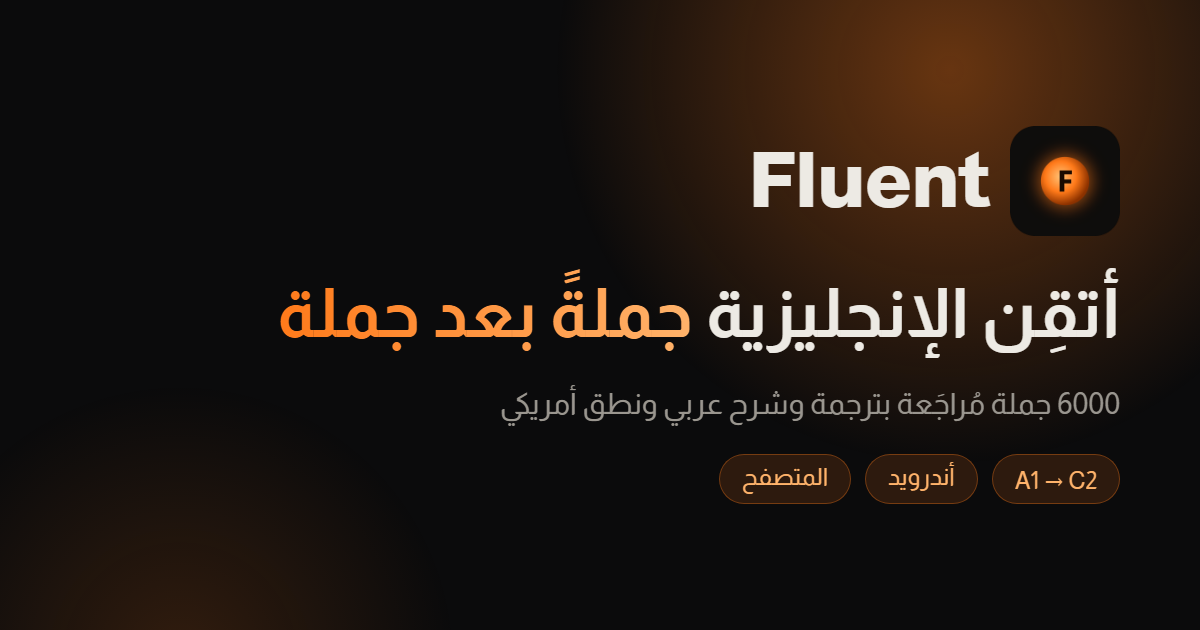 F Fluent
أتقِن الإنجليزية جملةً بعد جملة
6000 جملة مُراجَعة بترجمة وشرح عربي ونطق أمريكي
A1 → C2 أندرويد المتصفح